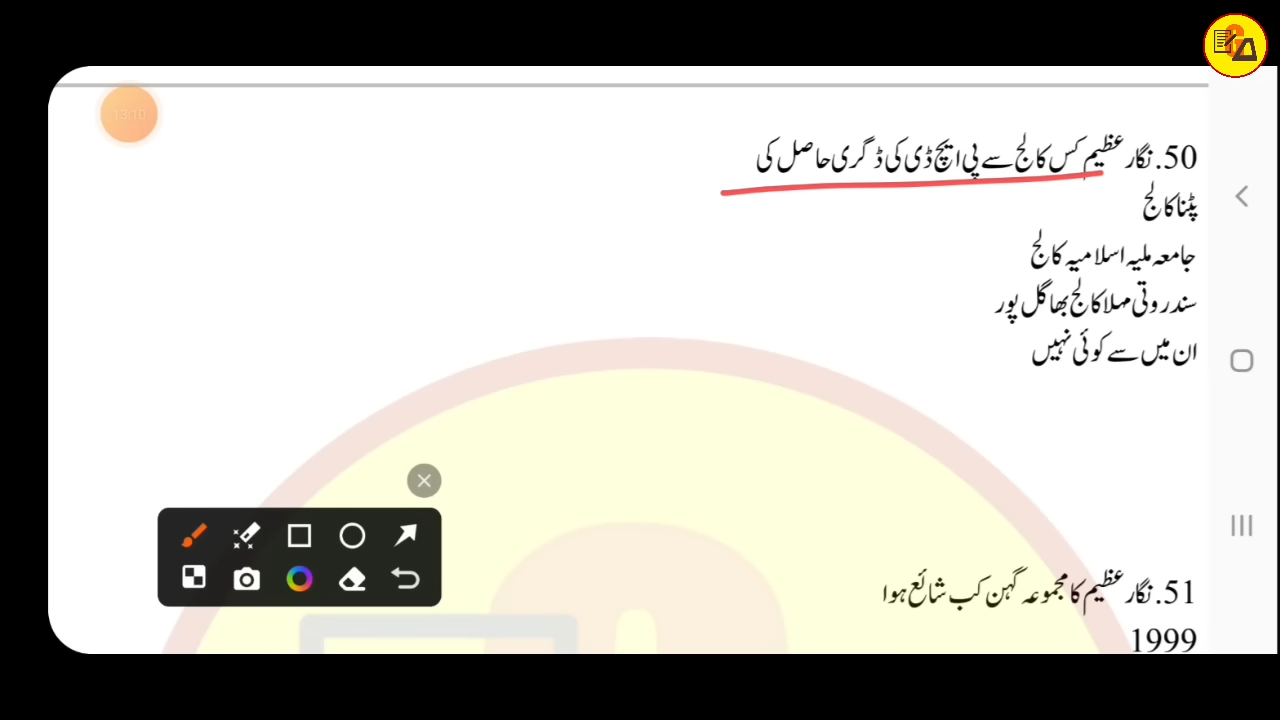 13:10
50. نگار عظیم کس کالج سے پی ایچ ڈی کی ڈگری حاصل کی
پٹنا کالج
جامعہ ملیہ اسلامیہ کالج
سندروتی مہلا کالج بھاگل پور
ان میں سے کوئی نہیں
51. نگار عظیم کا مجموعہ گہن کب شائع ہوا
1999